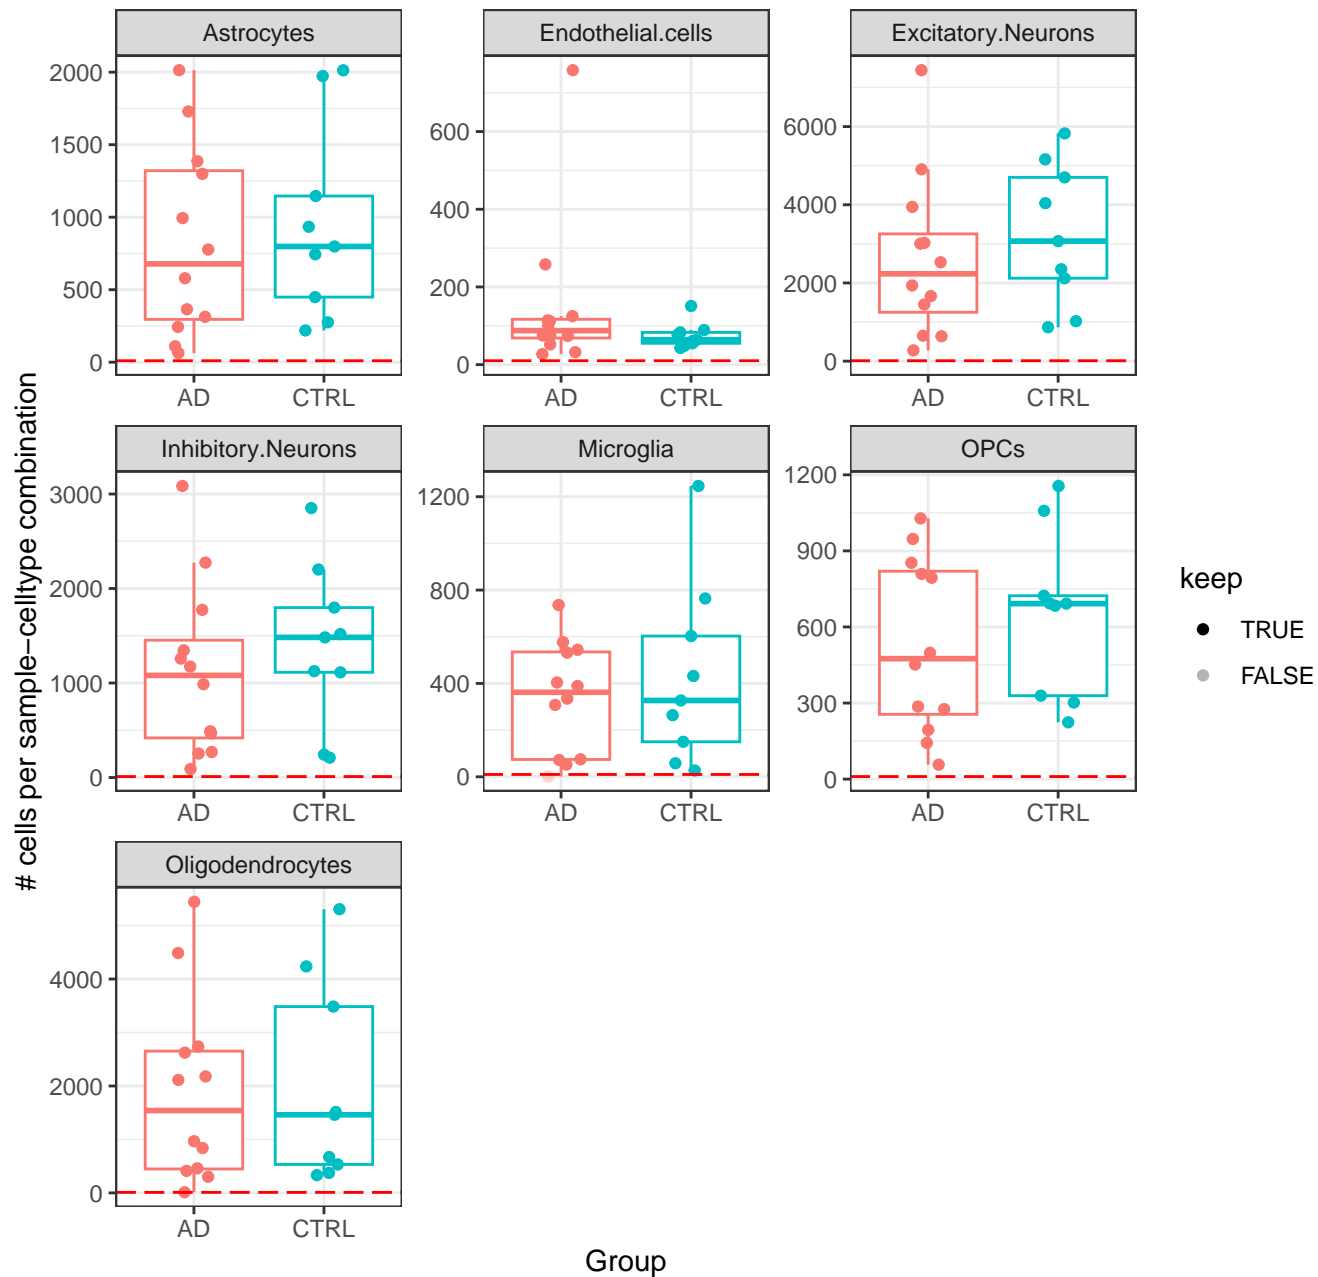 Astrocytes
Endothelial.cells
Excitatory.Neurons
2000
1500
1000
500
0
600
400
200
0
6000
4000
2000
0
AD CTRL
AD CTRL
AD CTRL
Inhibitory.Neurons
Microglia
OPCs
3000
2000
1000
0
1200
800
400
0
1200
900
600
300
0
AD CTRL
AD CTRL
AD CTRL
Oligodendrocytes
4000
2000
0
AD CTRL
# cells per sample−celltype combination
Group
keep
TRUE
FALSE